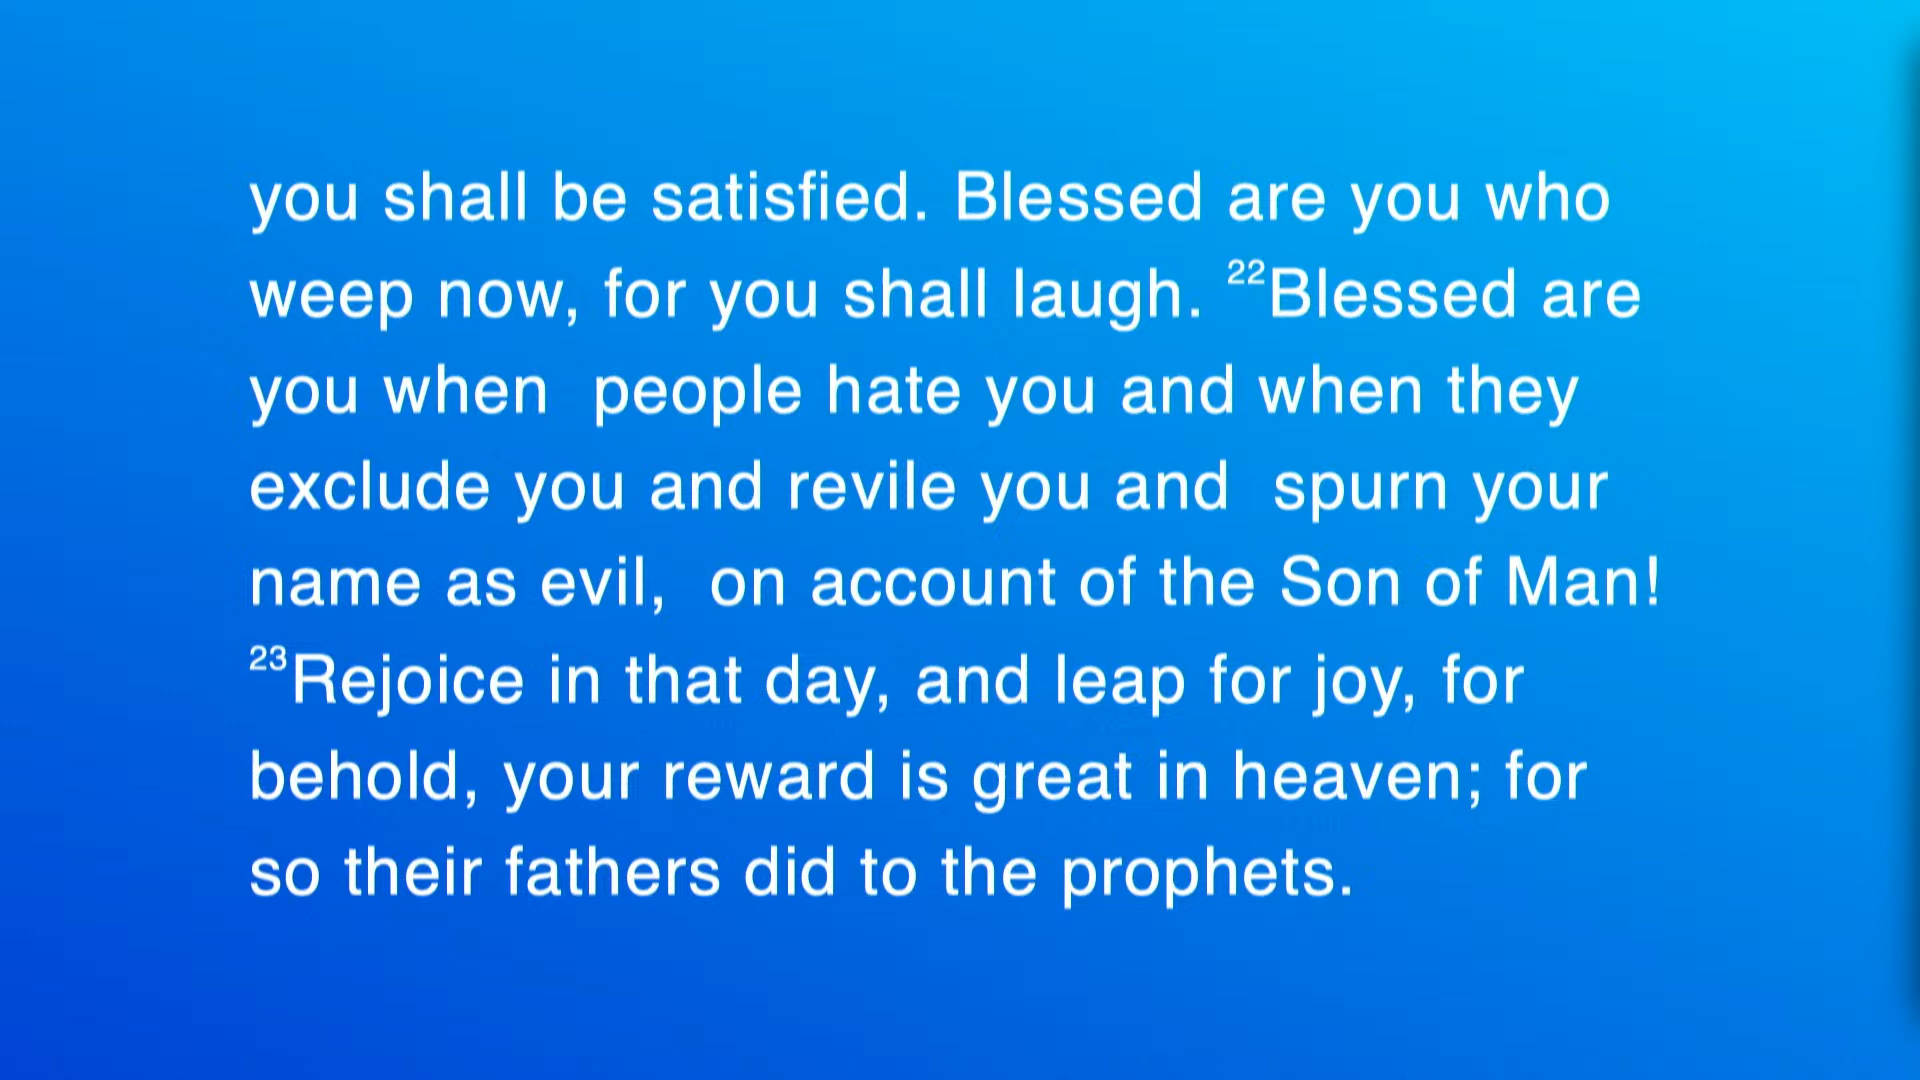 you shall be satisfied. Blessed are you who
weep now, for you shall laugh. ²²Blessed are
you when  people hate you and when they
exclude you and revile you and  spurn your
name as evil,  on account of the Son of Man!
²³Rejoice in that day, and leap for joy, for
behold, your reward is great in heaven; for
so their fathers did to the prophets.